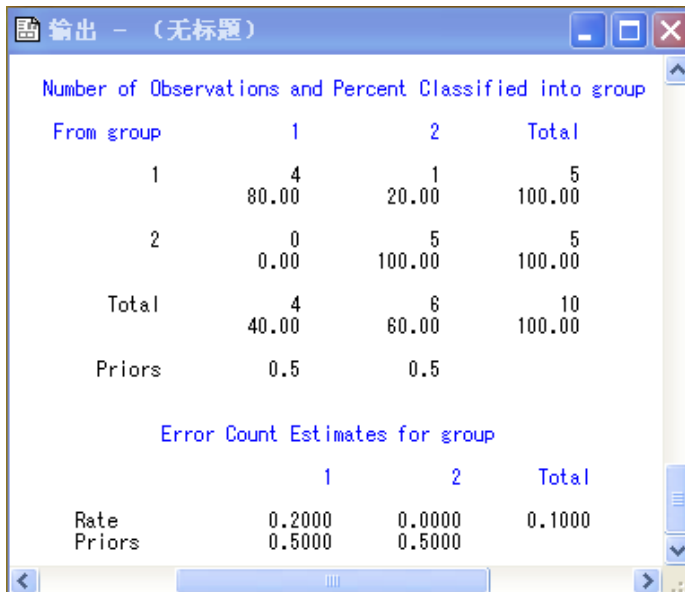 输出 - （无标题）
Number of Observations and Percent Classified into group
From group 1 2 Total
1 4 1 5
80.00 20.00 100.00
2 0 5 5
0.00 100.00 100.00
Total 4 6 10
40.00 60.00 100.00
Priors 0.5 0.5
Error Count Estimates for group
1 2 Total
Rate 0.2000 0.0000 0.1000
Priors 0.5000 0.5000